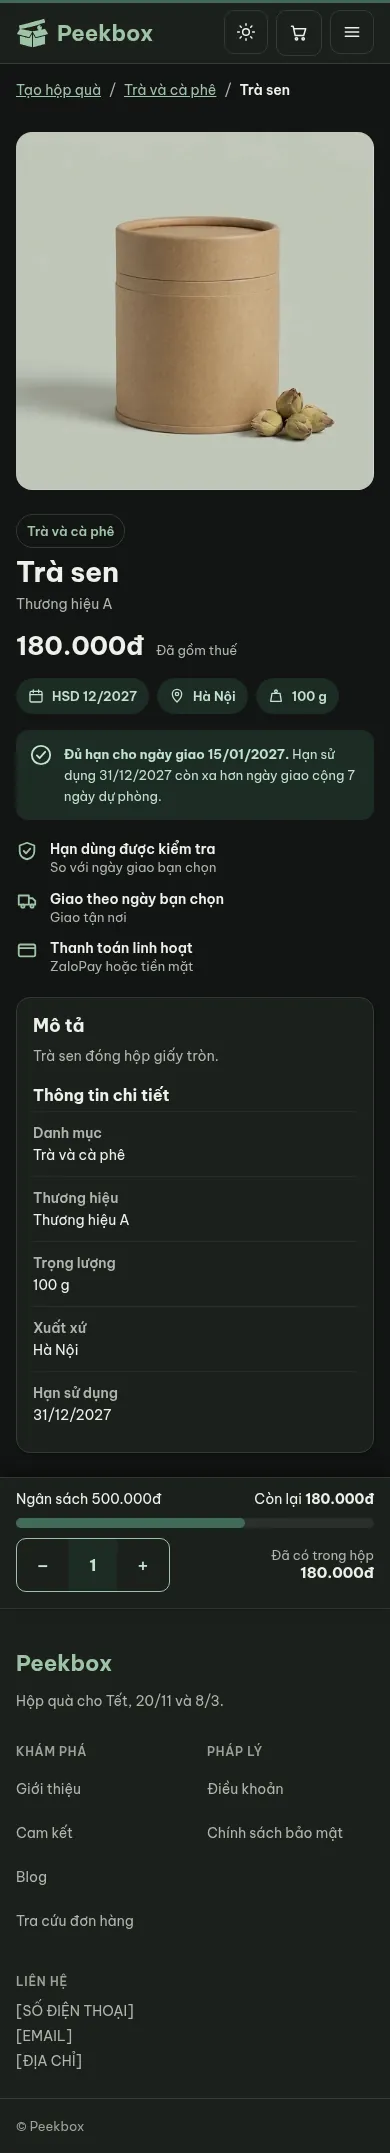 Peekbox
Tạo hộp quà / Trà và cà phê / Trà sen
Trà và cà phê
Trà sen
Thương hiệu A
180.000đ Đã gồm thuế
HSD 12/2027 Hà Nội 100 g
Đủ hạn cho ngày giao 15/01/2027. Hạn sử
dụng 31/12/2027 còn xa hơn ngày giao cộng 7
ngày dự phòng.
Hạn dùng được kiểm tra
So với ngày giao bạn chọn
Giao theo ngày bạn chọn
Giao tận nơi
Thanh toán linh hoạt
ZaloPay hoặc tiền mặt
Mô tả
Trà sen đóng hộp giấy tròn.
Thông tin chi tiết
Danh mục
Trà và cà phê
Thương hiệu
Thương hiệu A
Trọng lượng
100 g
Xuất xứ
Hà Nội
Hạn sử dụng
31/12/2027
Ngân sách 500.000đ Còn lại 180.000đ
− 1 +
Đã có trong hộp
180.000đ
Peekbox
Hộp quà cho Tết, 20/11 và 8/3.
KHÁM PHÁ
Giới thiệu
Cam kết
Blog
Tra cứu đơn hàng
PHÁP LÝ
Điều khoản
Chính sách bảo mật
LIÊN HỆ
[SỐ ĐIỆN THOẠI]
[EMAIL]
[ĐỊA CHỈ]
© Peekbox